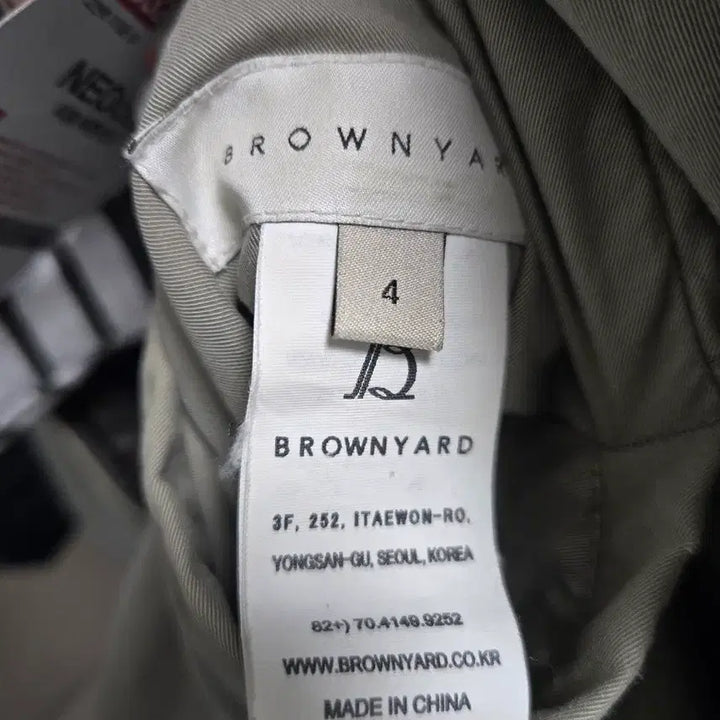 BROWNYAR
4
B
BROWNYARD
3F, 252, ITAEWON-RO,
YONGSAN-GU, SEOUL, KOREA
82+) 70.4149.9252
WWW.BROWNYARD.CO.KR
MADE IN CHINA